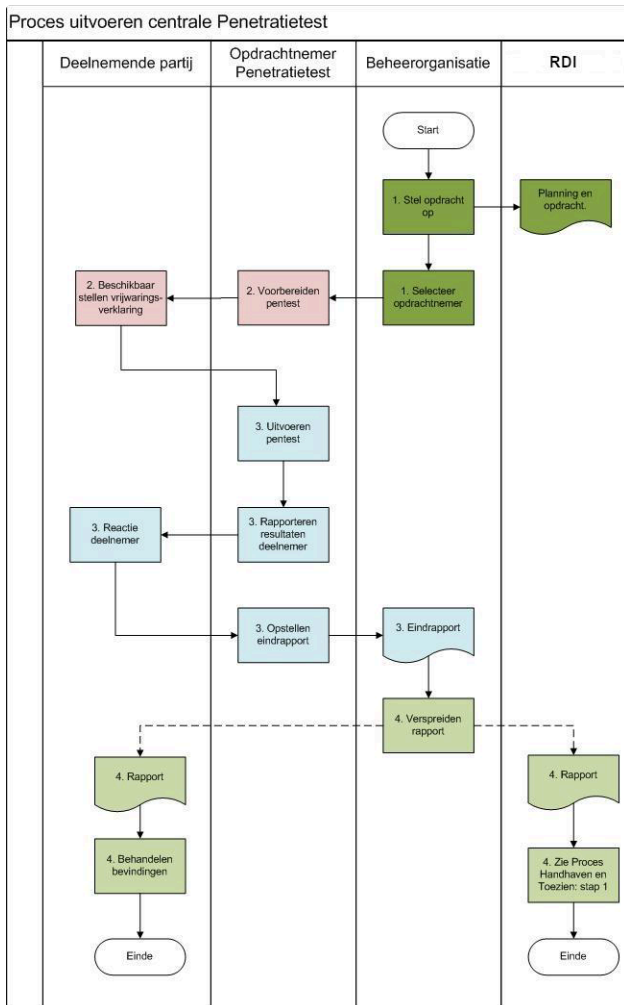 Proces uitvoeren centrale Penetratietest
Deelnemende partij
Opdrachtnemer
Penetratietest
Beheerorganisatie
RDI
Start
1. Stel opdracht
op
Planning en
opdracht.
2. Beschikbaar
stellen vrijwarings-
verklaring
2. Voorbereiden
pentest
1. Selecteer
opdrachtnemer
3. Uitvoeren
pentest
3. Reactie
deelnemer
3. Rapporteren
resultaten
deelnemer
3. Opstellen
eindrapport
3. Eindrapport
4. Verspreiden
rapport
4. Rapport
4. Rapport
4. Behandelen
bevindingen
4. Zie Proces
Handhaven en
Toezien: stap 1
Einde
Einde